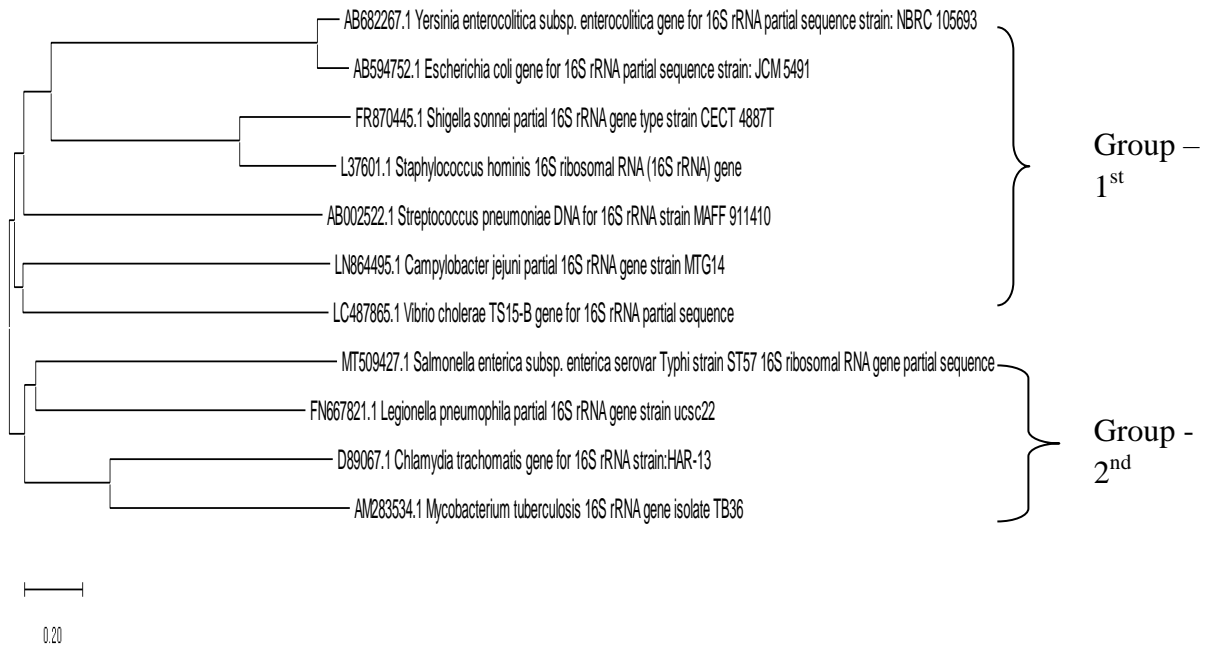 AB682267.1 Yersinia enterocolitica subsp. enterocolitica gene for 16S rRNA partial sequence strain: NBRC 105693
AB594752.1 Escherichia coli gene for 16S rRNA partial sequence strain: JCM 5491
FR870445.1 Shigella sonnei partial 16S rRNA gene type strain CECT 4887T
L37601.1 Staphylococcus hominis 16S ribosomal RNA (16S rRNA) gene
AB002522.1 Streptococcus pneumoniae DNA for 16S rRNA strain MAFF 911410
LN864495.1 Campylobacter jejuni partial 16S rRNA gene strain MTG14
LC487865.1 Vibrio cholerae TS15-B gene for 16S rRNA partial sequence
Group –
1st
MT509427.1 Salmonella enterica subsp. enterica serovar Typhi strain ST57 16S ribosomal RNA gene partial sequence
FN667821.1 Legionella pneumophila partial 16S rRNA gene strain ucsc22
D89067.1 Chlamydia trachomatis gene for 16S rRNA strain:HAR-13
AM283534.1 Mycobacterium tuberculosis 16S rRNA gene isolate TB36
Group -
2nd
0.20